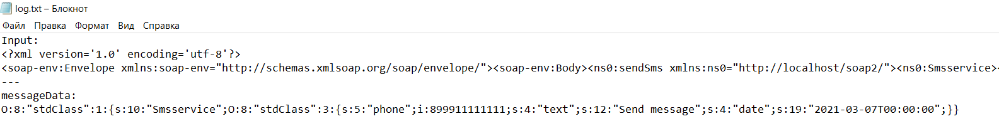 log.txt – Блокнот
Файл Правка Формат Вид Справка
Input:
<?xml version='1.0' encoding='utf-8'?>
<soap-env:Envelope xmlns:soap-env="http://schemas.xmlsoap.org/soap/envelope/"><soap-env:Body><ns0:sendSms xmlns:ns0="http://localhost/soap2/"><ns0:Smsservice><
---
messageData:
O:8:"stdClass":1:{s:10:"Smsservice";O:8:"stdClass":3:{s:5:"phone";i:899911111111;s:4:"text";s:12:"Send message";s:4:"date";s:19:"2021-03-07T00:00:00";}}